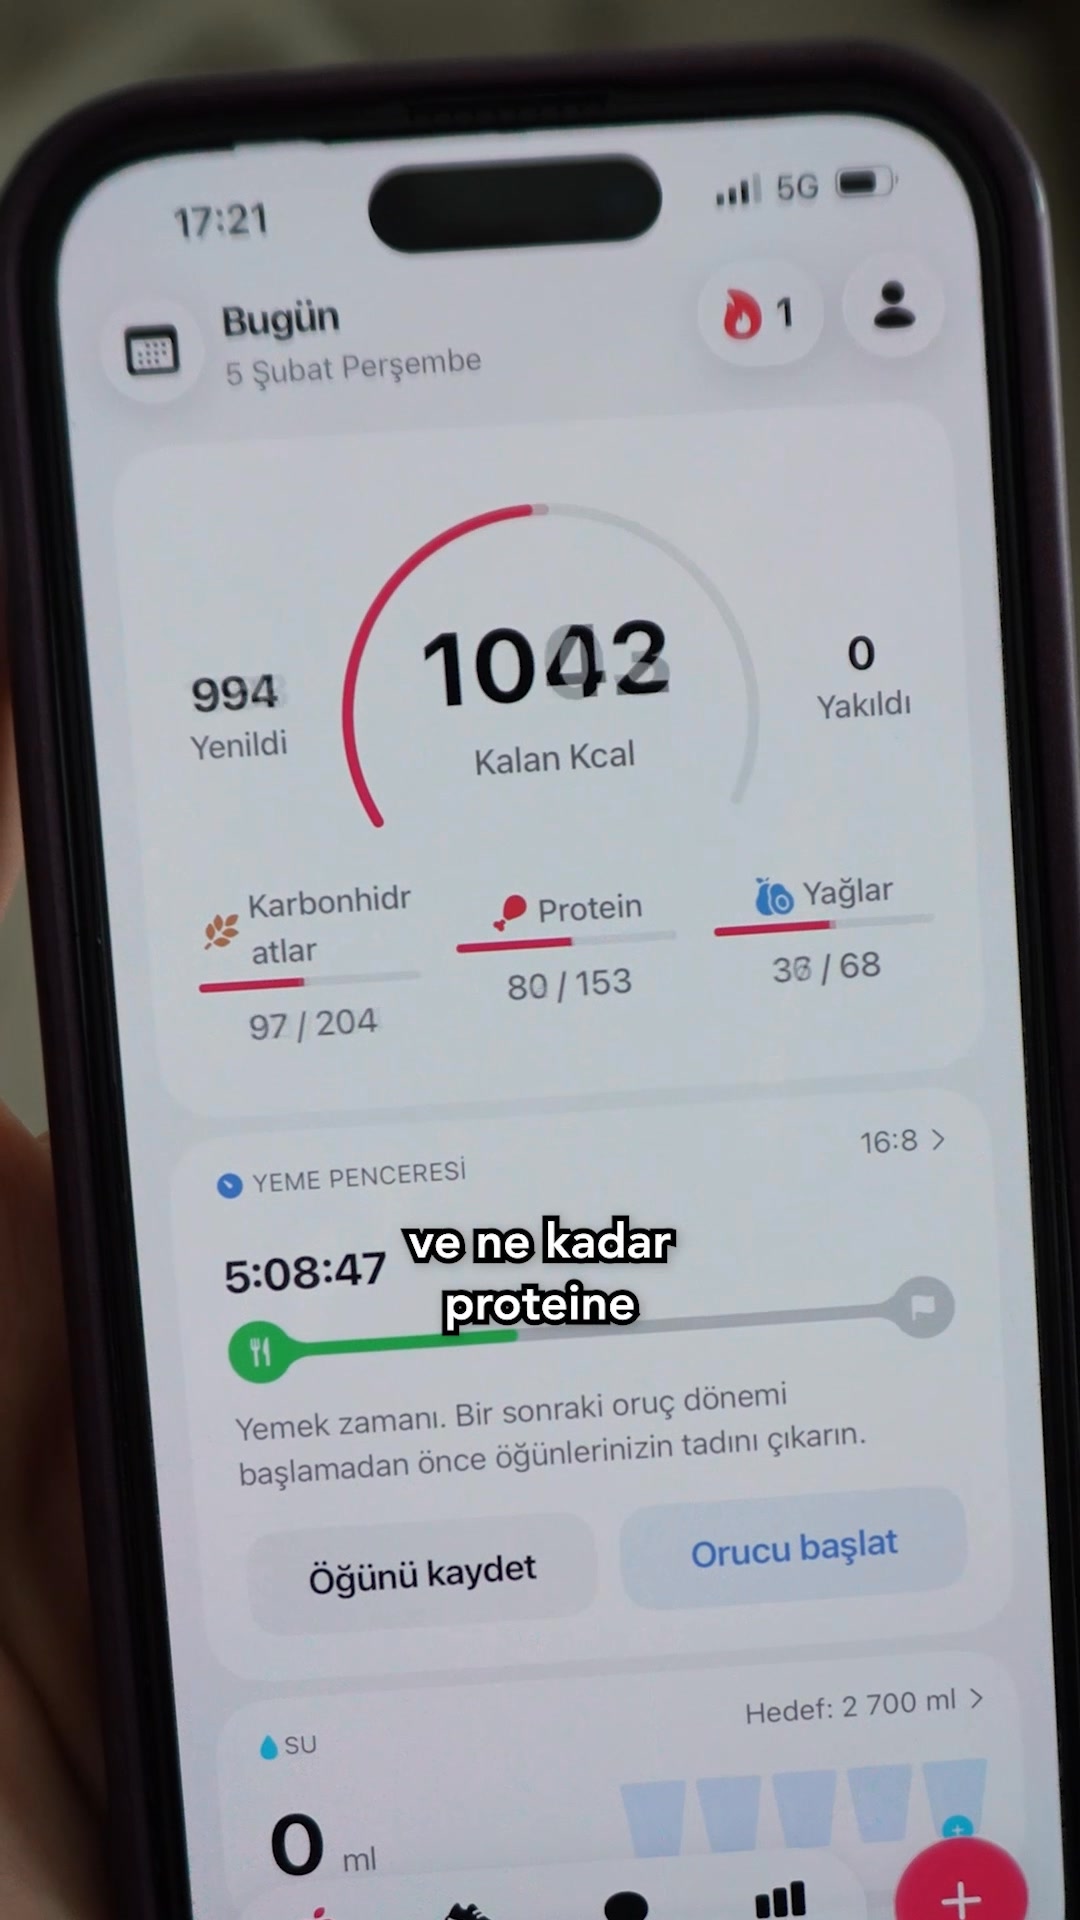 17:21
5G
Bugün
5 Şubat Perşembe
1
994
Yenildi
Kalan Kcal
0
Yakıldı
Karbonhidr
atlar
97 / 204
Protein
80 / 153
Yağlar
/ 68
YEME PENCERESİ
16:8
5:08:47
ve ne kadar
proteine
Yemek zamanı. Bir sonraki oruç dönemi
başlamadan önce öğünlerinizin tadını çıkarın.
Öğünü kaydet
Orucu başlat
SU
Hedef: 2 700 ml
0 ml